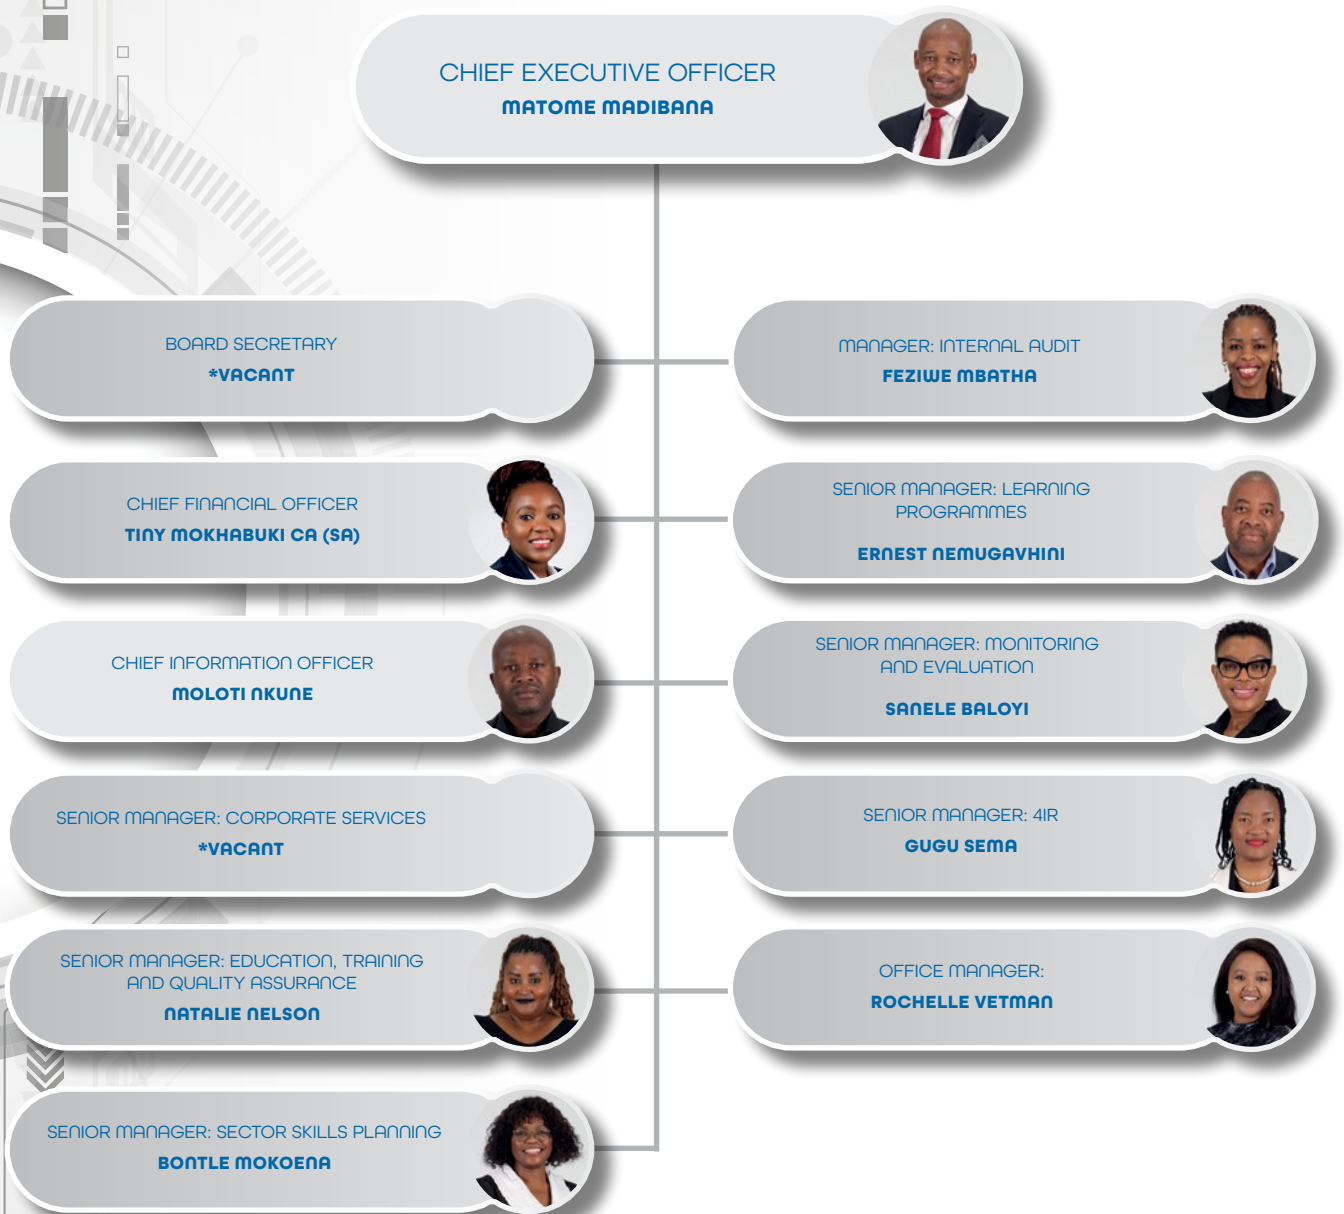 CHIEF EXECUTIVE OFFICER
MATOME MADIBANA
BOARD SECRETARY
*VACANT
MANAGER: INTERNAL AUDIT
FEZIWE MBATHA
CHIEF FINANCIAL OFFICER
TINY MOKHABUKI CA (SA)
SENIOR MANAGER: LEARNING
PROGRAMMES
ERNEST NEMUGAVHINI
CHIEF INFORMATION OFFICER
MOLOTI NKUNE
SENIOR MANAGER: MONITORING
AND EVALUATION
SANELE BALOYI
SENIOR MANAGER: CORPORATE SERVICES
*VACANT
SENIOR MANAGER: 4IR
GUGU SEMA
SENIOR MANAGER: EDUCATION, TRAINING
AND QUALITY ASSURANCE
NATALIE NELSON
OFFICE MANAGER:
ROCHELLE VETMAN
SENIOR MANAGER: SECTOR SKILLS PLANNING
BONTLE MOKOENA